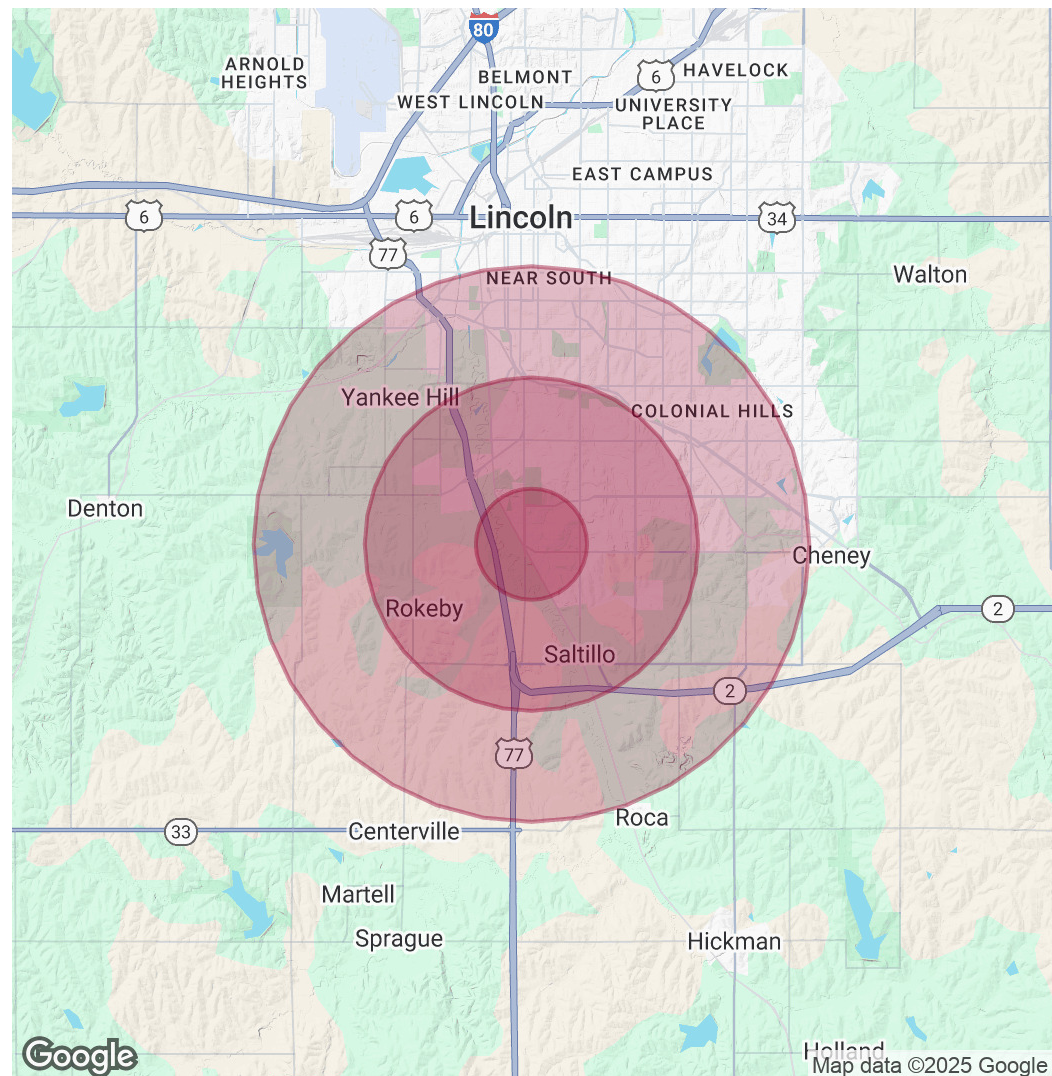 80
ARNOLD
HEIGHTS
BELMONT
6
HAVELOCK
WEST LINCOLN
UNIVERSITY
PLACE
EAST CAMPUS
6
6
Lincoln
34
77
NEAR SOUTH
Walton
Yankee Hill
COLONIAL HILLS
Denton
Cheney
Rokeby
2
Saltillo
2
77
Roca
33
Centerville
Martell
Sprague
Hickman
Holland
Google
Map data ©2025 Google